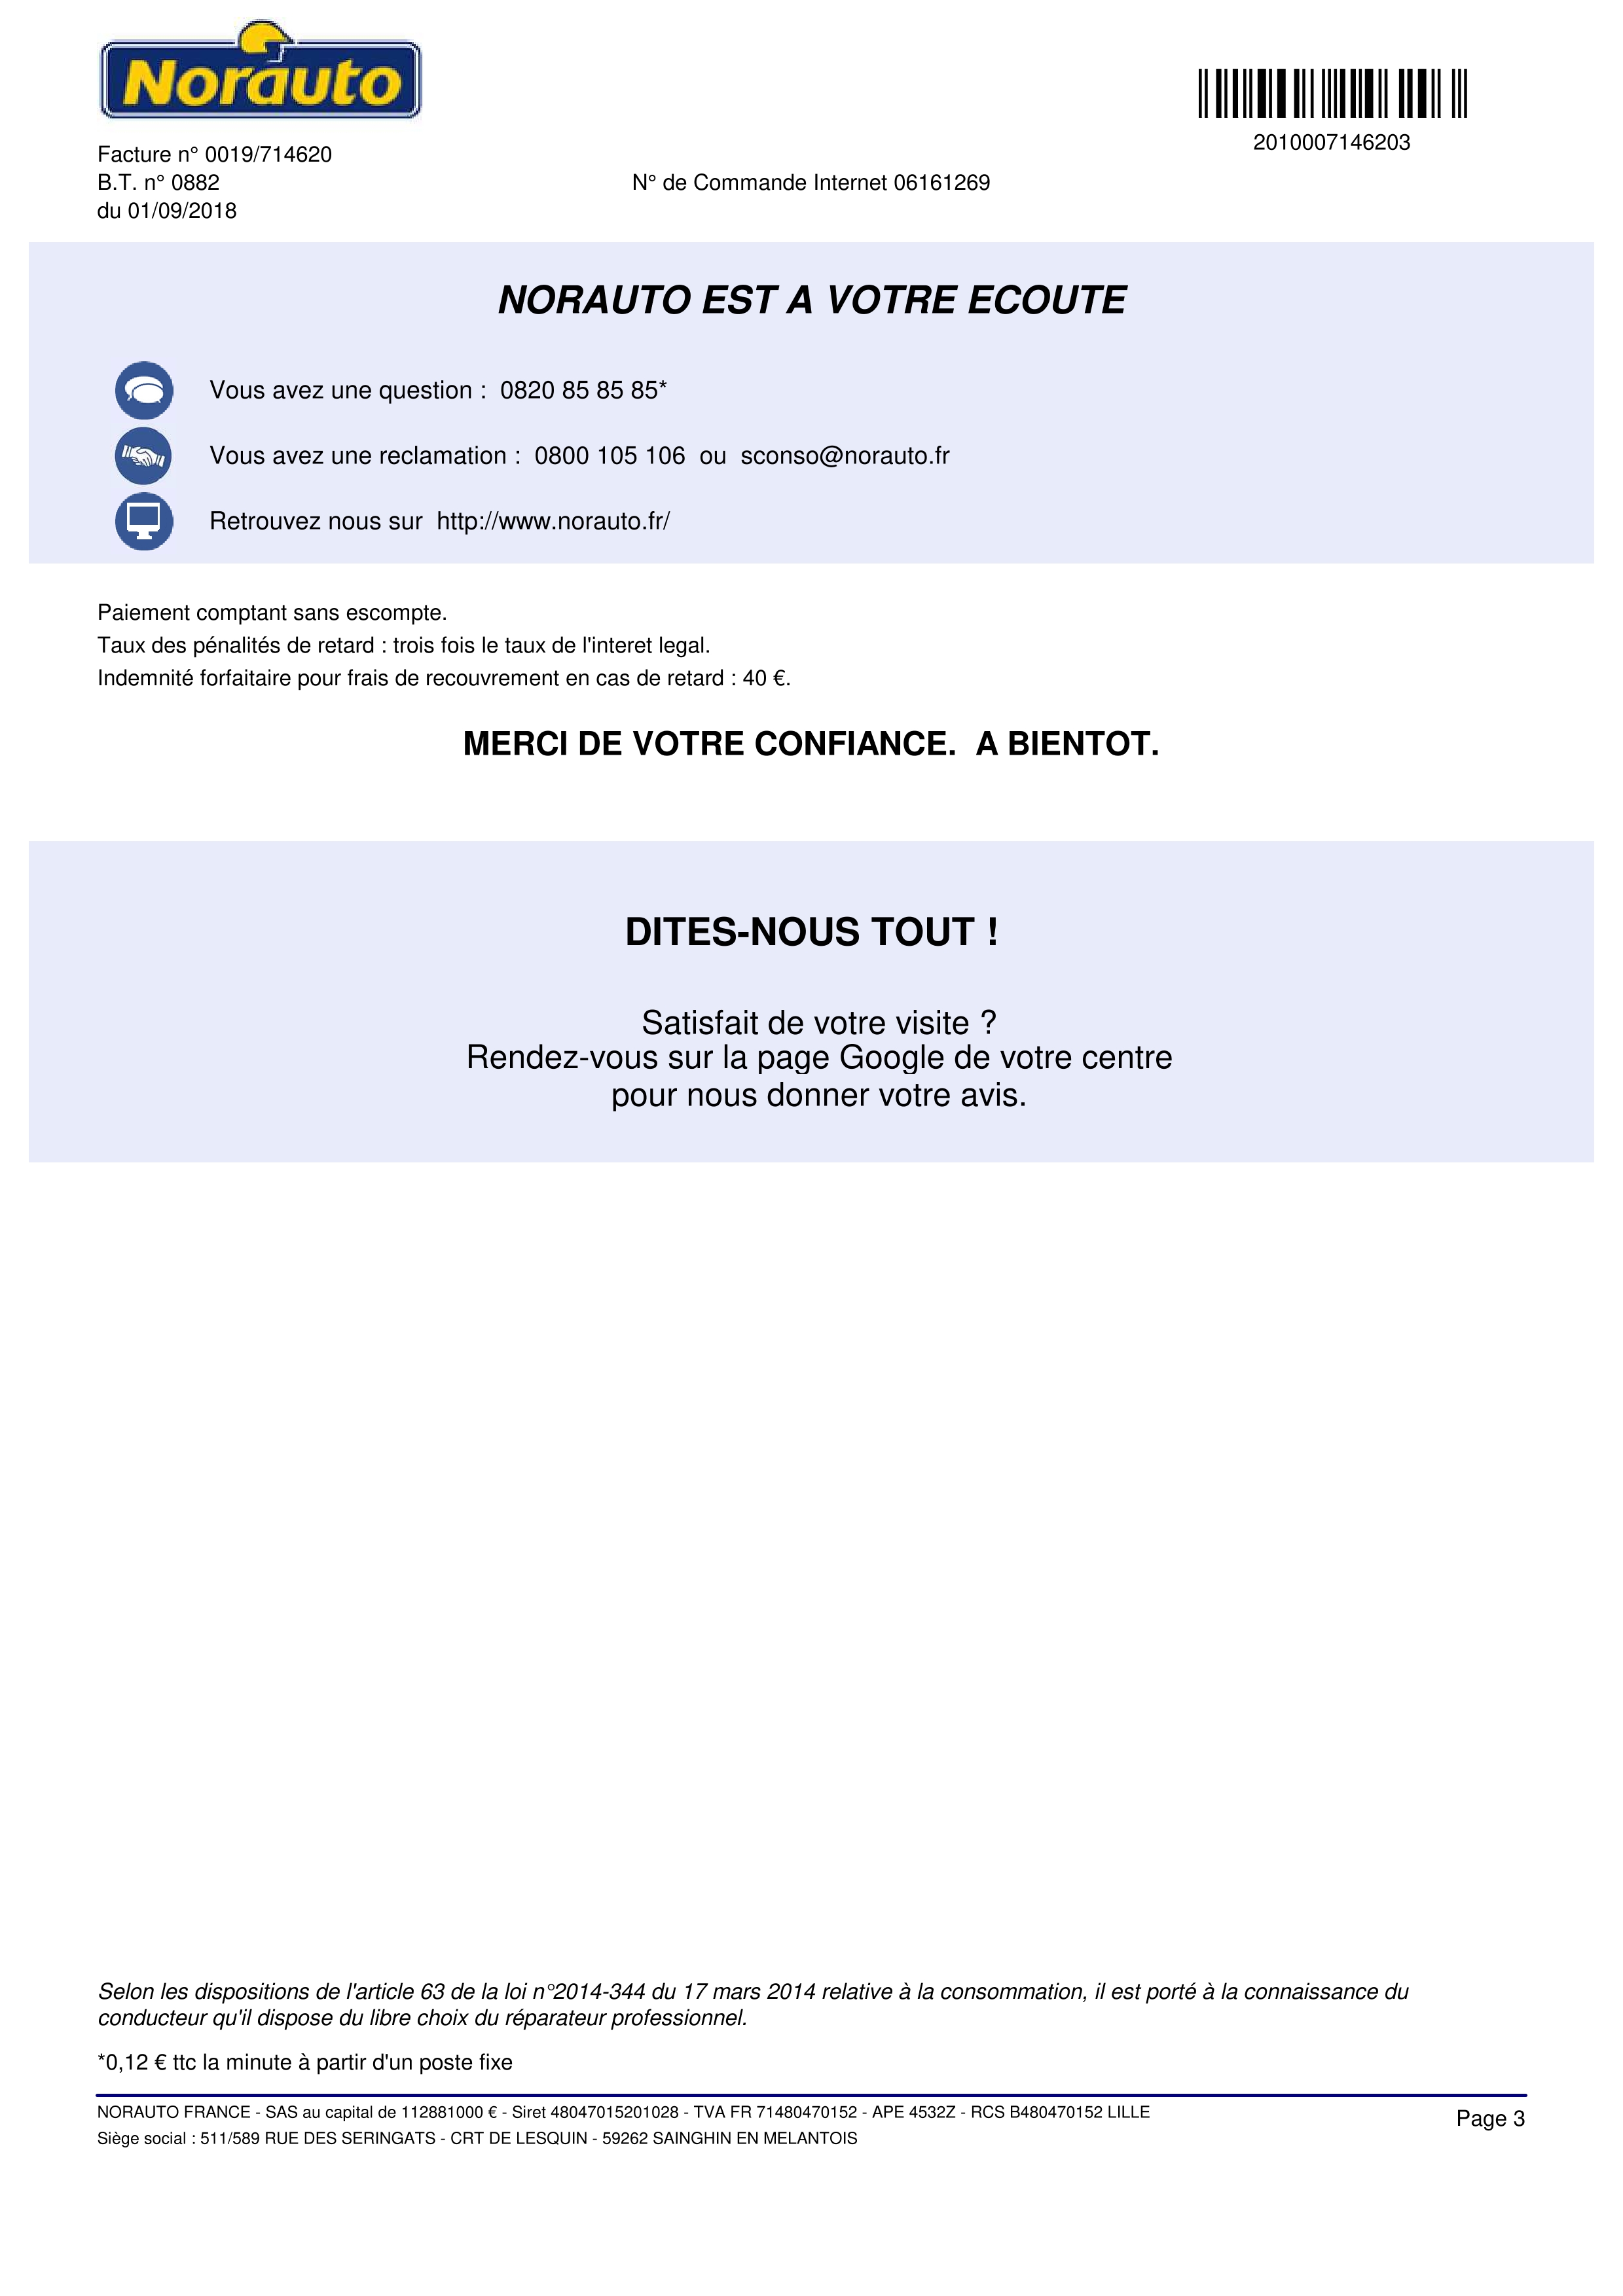 Norauto
2010007146203
Facture n° 0019/714620
B.T. n° 0882
N° de Commande Internet 06161269
du 01/09/2018
NORAUTO EST A VOTRE ECOUTE
Vous avez une question : 0820 85 85 85*
Vous avez une reclamation : 0800 105 106 ou sconso@norauto.fr
Retrouvez nous sur http://www.norauto.fr/
Paiement comptant sans escompte.
Taux des pénalités de retard : trois fois le taux de l'interet legal.
Indemnité forfaitaire pour frais de recouvrement en cas de retard : 40 €.
MERCI DE VOTRE CONFIANCE. A BIENTOT.
DITES-NOUS TOUT !
Satisfait de votre visite ?
Rendez-vous sur la page Google de votre centre
pour nous donner votre avis.
Selon les dispositions de l'article 63 de la loi n°2014-344 du 17 mars 2014 relative à la consommation, il est porté à la connaissance du
conducteur qu'il dispose du libre choix du réparateur professionnel.
*0,12 € ttc la minute à partir d'un poste fixe
NORAUTO FRANCE - SAS au capital de 112881000 € - Siret 48047015201028 - TVA FR 71480470152 - APE 4532Z - RCS B480470152 LILLE
Page 3
Siège social : 511/589 RUE DES SERINGATS - CRT DE LESQUIN - 59262 SAINGHIN EN MELANTOIS